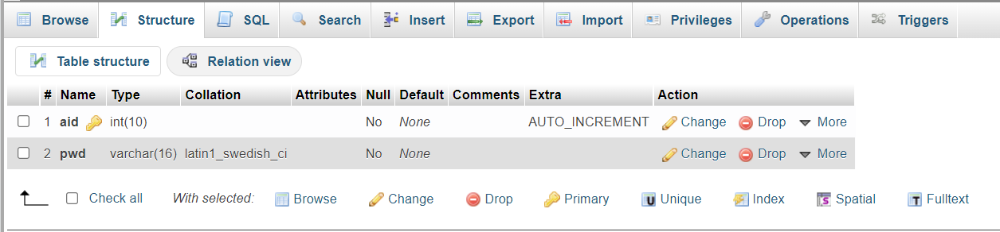 Browse Structure SQL Search Insert Export Import Privileges Operations Triggers
Table structure Relation view
# Name Type Collation Attributes Null Default Comments Extra Action
1 aid int(10) No None AUTO_INCREMENT Change Drop More
2 pwd varchar(16) latin1_swedish_ci No None Change Drop More
Check all With selected: Browse Change Drop Primary U Unique Index S Spatial T Fulltext